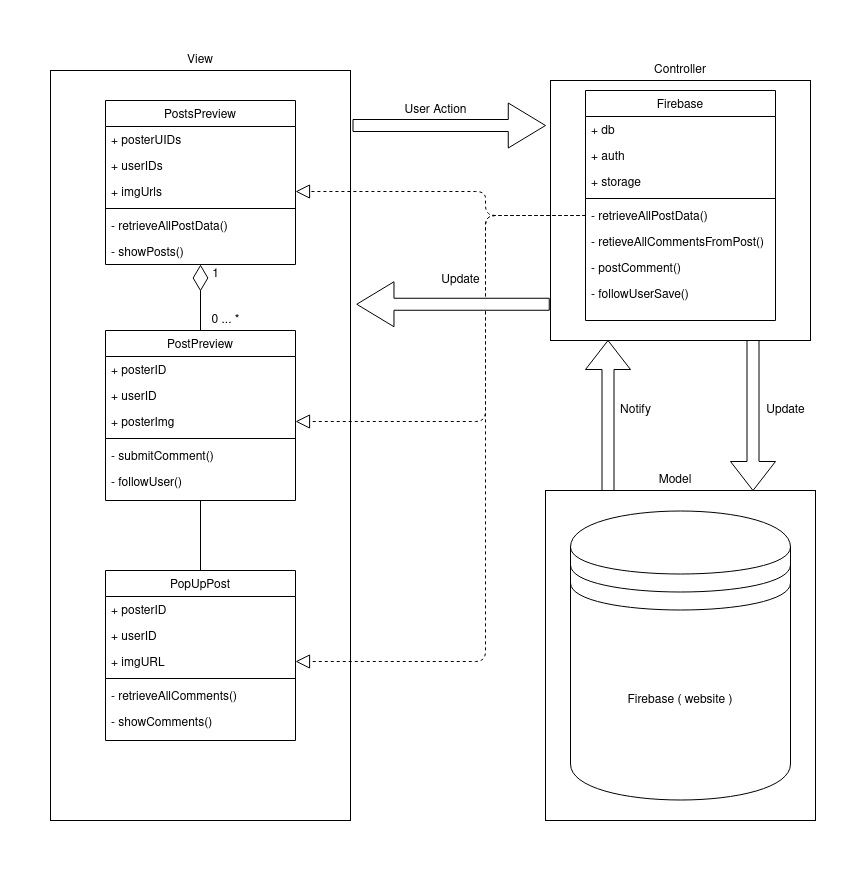 View
PostsPreview
+ posterUIDs
+ userIDs
+ imgUrls
- retrieveAllPostData()
- showPosts()
1
0 ... *
PostPreview
+ posterID
+ userID
+ posterImg
- submitComment()
- followUser()
PopUpPost
+ posterID
+ userID
+ imgURL
- retrieveAllComments()
- showComments()
User Action
Update
Controller
Firebase
+ db
+ auth
+ storage
- retrieveAllPostData()
- retieveAllCommentsFromPost()
- postComment()
- followUserSave()
Notify
Update
Model
Firebase ( website )